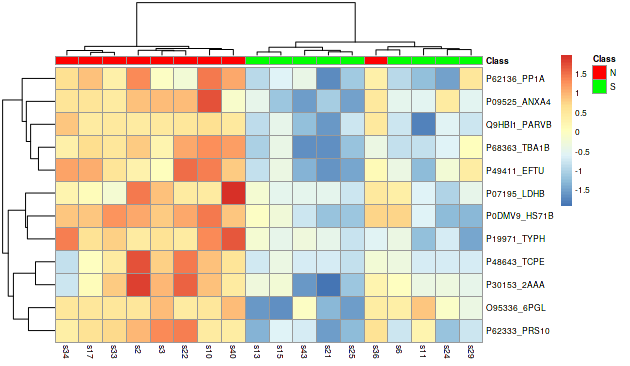 Class
P62136_PP1A
P09525_ANXA4
Q9HBI1_PARVB
P68363_TBA1B
P49411_EFTU
P07195_LDHB
P0DMV9_HS71B
P19971_TYPH
P48643_TCPE
P30153_2AAA
O95336_6PGL
P62333_PRS10
s34 s17 s33 s2 s3 s22 s10 s40 s13 s15 s43 s21 s25 s36 s6 s11 s24 s29
1.5
1
0.5
0
-0.5
-1
-1.5
Class
N
S